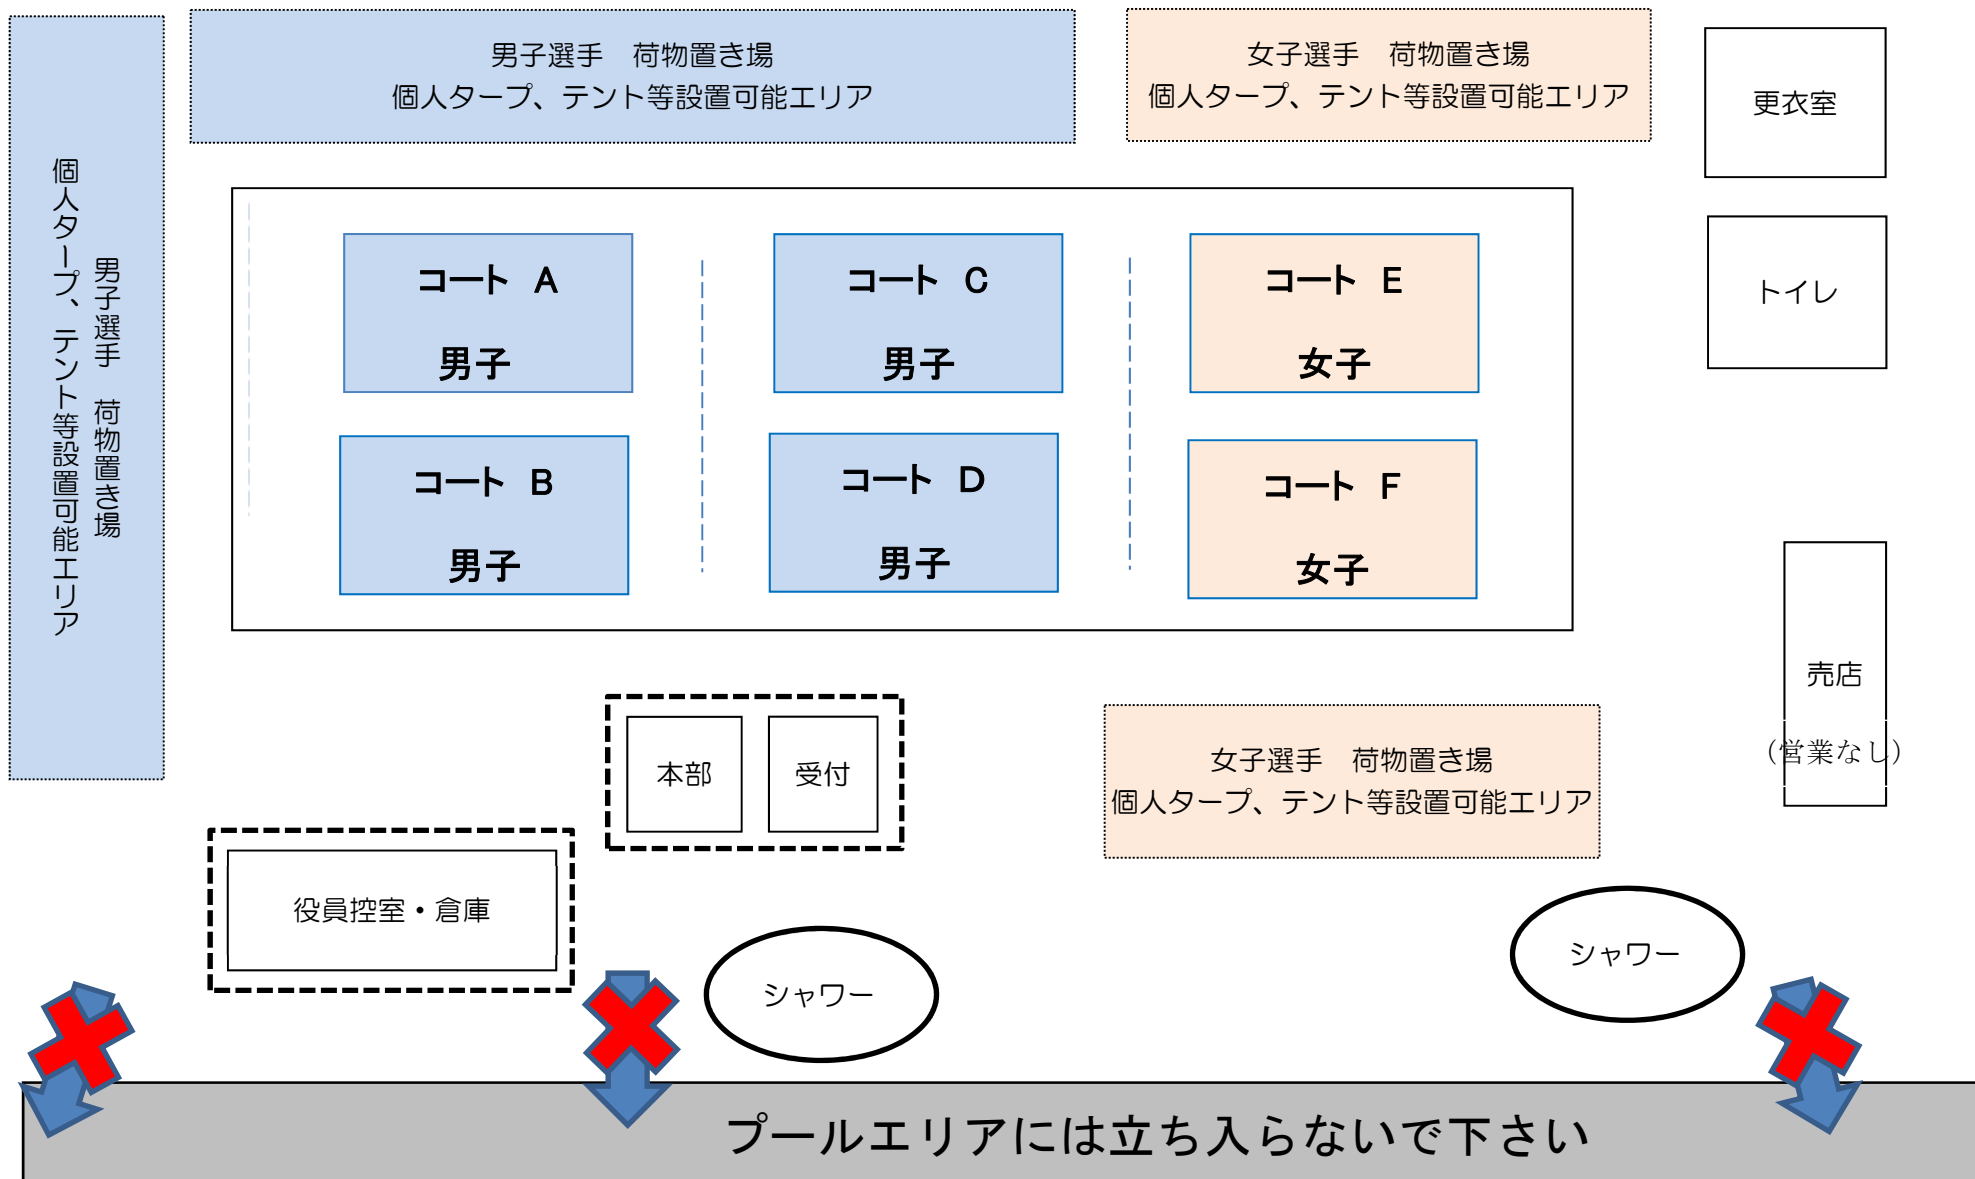 男子選手　荷物置き場
個人タープ、テント等設置可能エリア
女子選手　荷物置き場
個人タープ、テント等設置可能エリア
更衣室
男子選手　荷物置き場
個人タープ、テント等設置可能エリア
コート　A
男子
コート　C
男子
コート　E
女子
トイレ
コート　B
男子
コート　D
男子
コート　F
女子
売店
（営業なし）
本部
受付
女子選手　荷物置き場
個人タープ、テント等設置可能エリア
役員控室・倉庫
シャワー
シャワー
プールエリアには立ち入らないで下さい